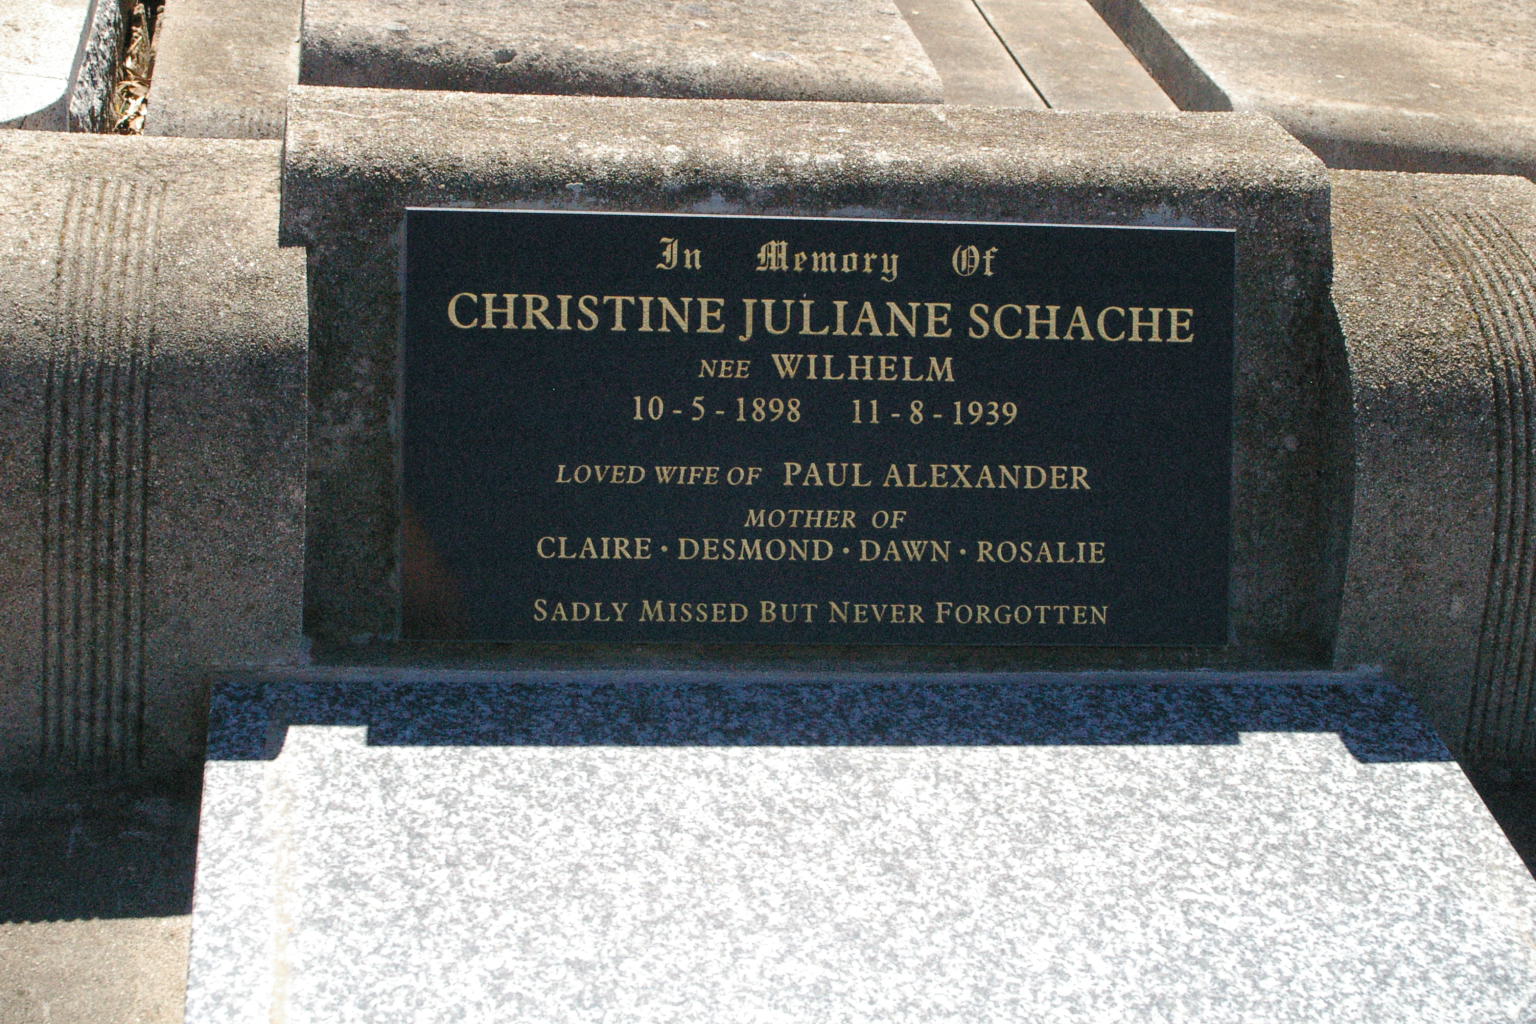 In Memory Of
CHRISTINE JULIANE SCHACHE
NEE WILHELM
10-5-1898 11-8-1939
LOVED WIFE OF PAUL ALEXANDER
MOTHER OF
CLAIRE · DESMOND · DAWN · ROSALIE
SADLY MISSED BUT NEVER FORGOTTEN